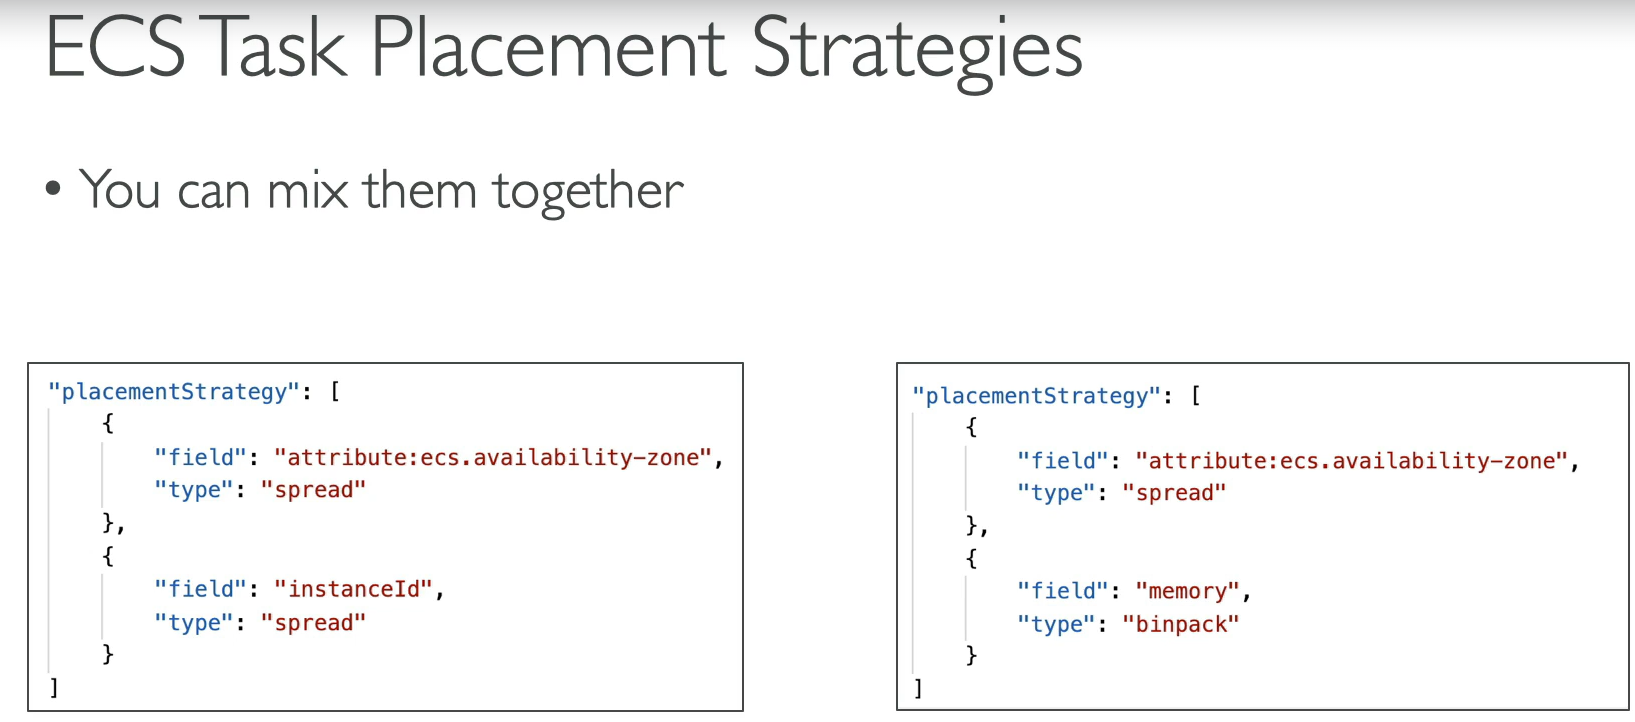 ECS Task Placement Strategies
• You can mix them together
"placementStrategy": [
{
"field": "attribute:ecs.availability-zone",
"type": "spread"
},
{
"field": "instanceId",
"type": "spread"
}
]
"placementStrategy": [
{
"field": "attribute:ecs.availability-zone",
"type": "spread"
},
{
"field": "memory",
"type": "binpack"
}
]